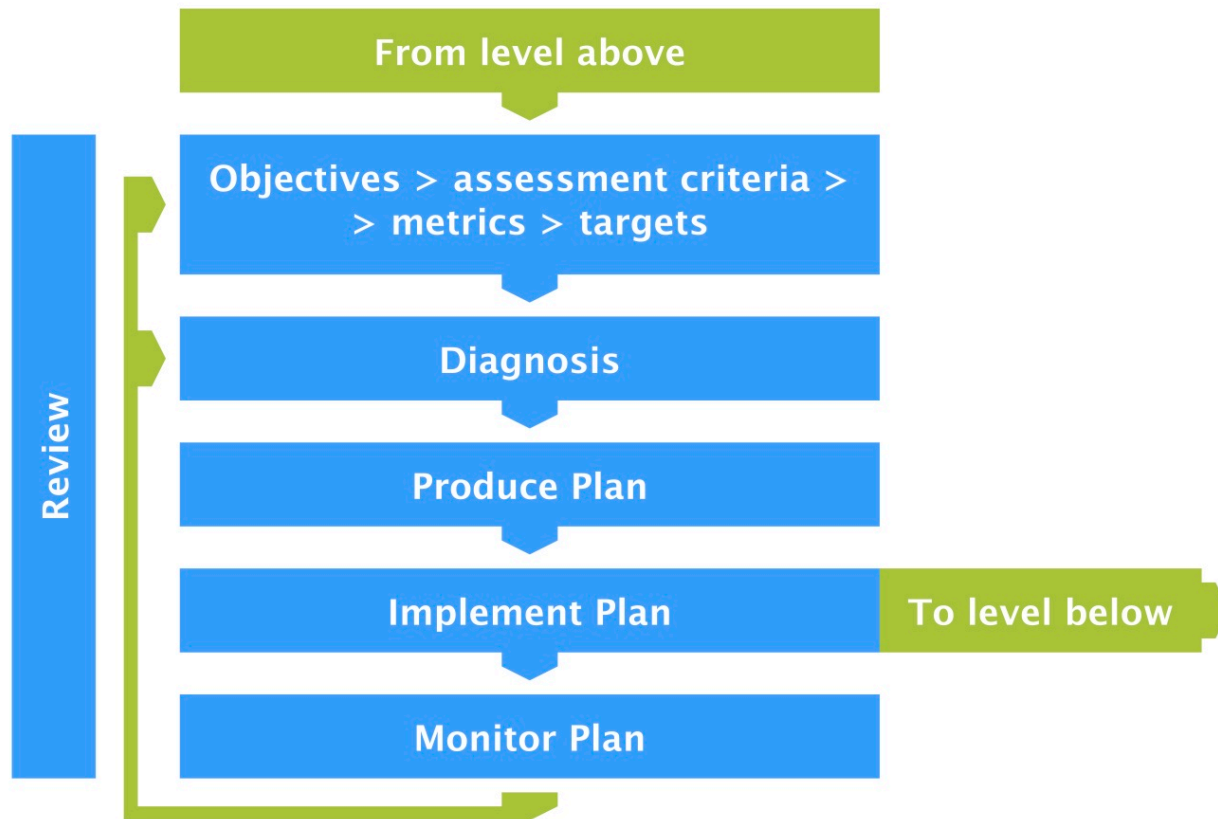 From level above
Objectives > assessment criteria >
> metrics > targets
Diagnosis
Produce Plan
Implement Plan
To level below
Monitor Plan
Review